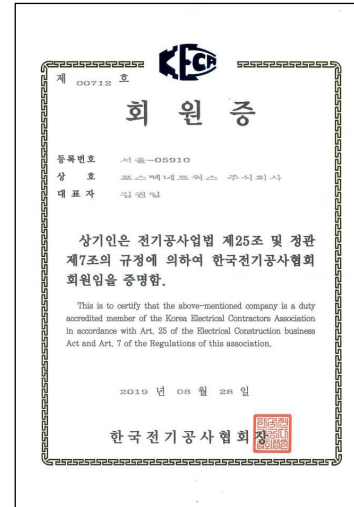 KECA
제 00712 호
회 원 증
등록번호 서울-05910
상 호 포스텍네트웍스 주식회사
대 표 자 김권일
상기인은 전기공사업법 제25조 및 정관
제7조의 규정에 의하여 한국전기공사협회
회원임을 증명함.
This is to certify that the above-mentioned company is a duty
accredited member of the Korea Electrical Contractors Association
in accordance with Art. 25 of the Electrical Construction business
Act and Art. 7 of the Regulations of this association.
2019 년 08 월 28 일
한국전기공사협회장